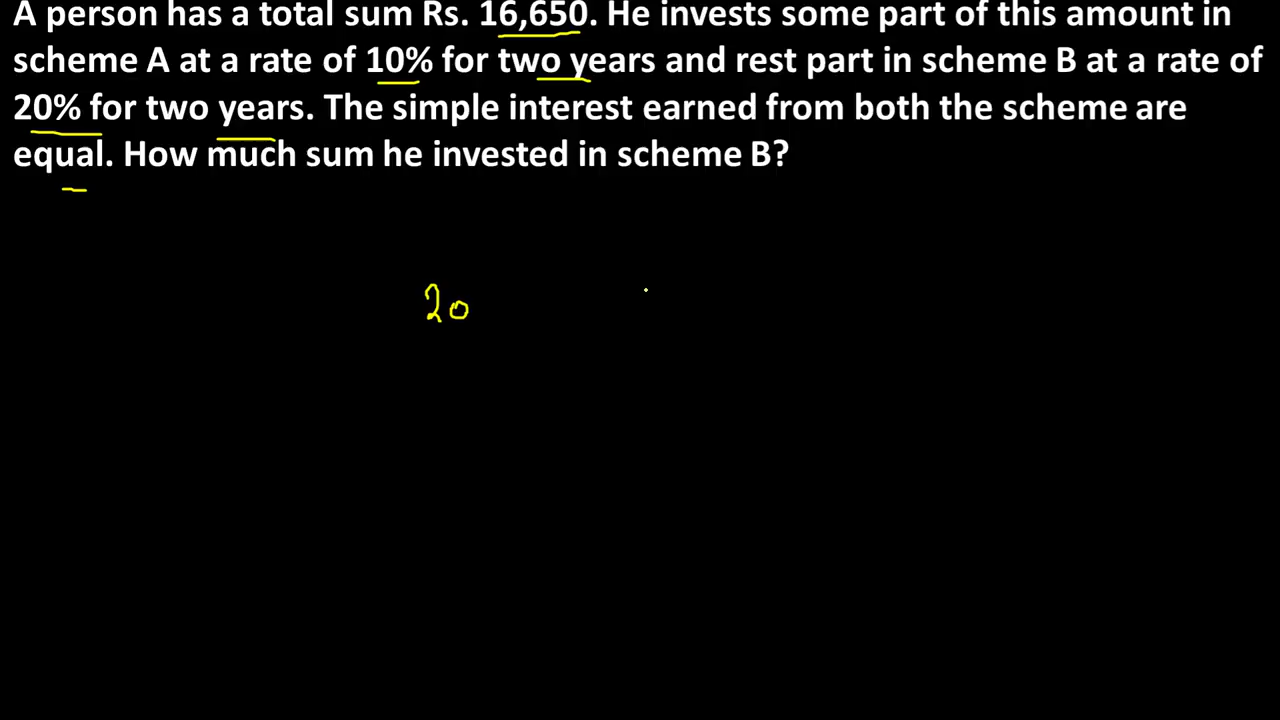 A person has a total sum Rs. 16,650. He invests some part of this amount in
scheme A at a rate of 10% for two years and rest part in scheme B at a rate of
20% for two years. The simple interest earned from both the scheme are
equal. How much sum he invested in scheme B?
20